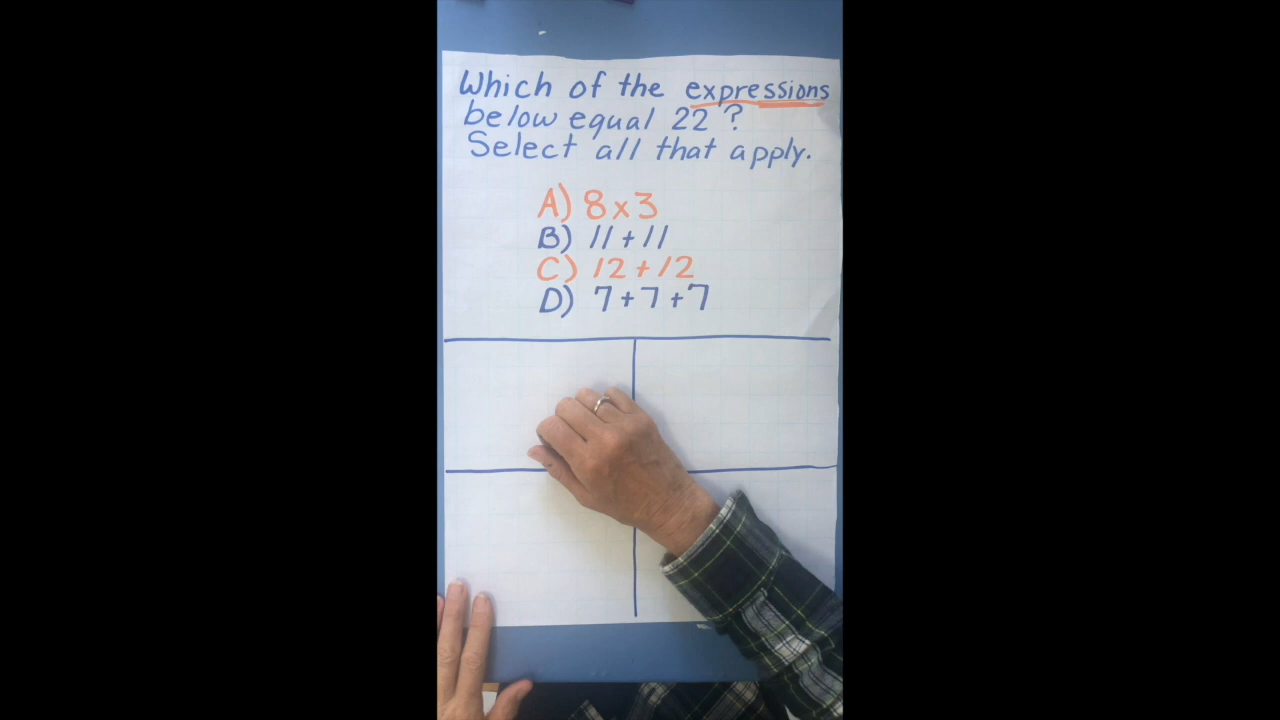 Which of the expressions
below equal 22?
Select all that apply.
A) 8 x 3
B) 11 + 11
C) 12 + 12
D) 7 + 7 + 7